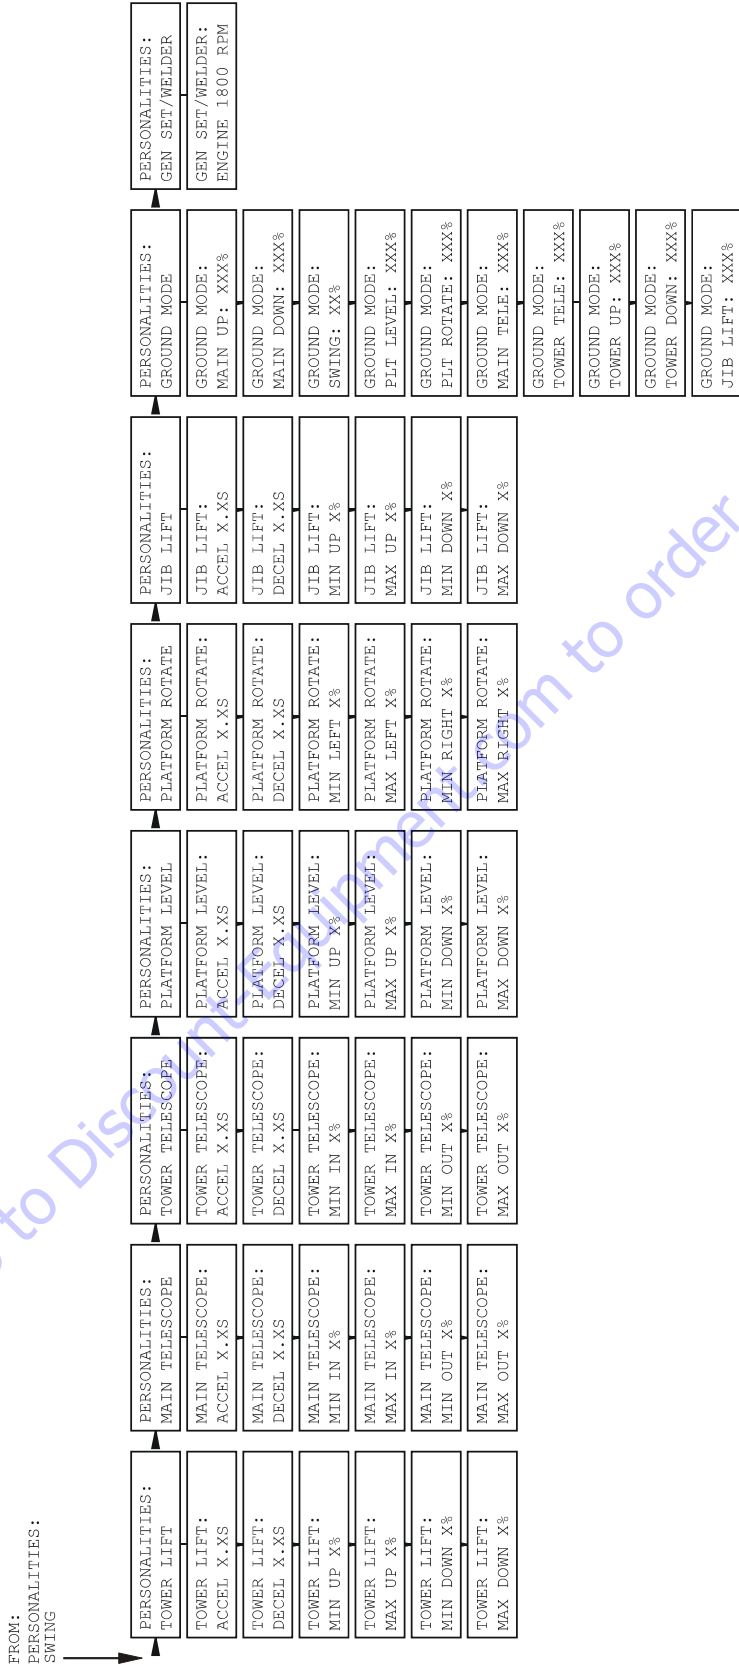 FROM:
PERSONALITIES:
SWING
PERSONALITIES:
TOWER LIFT
TOWER LIFT:
ACCEL X.XS
TOWER LIFT:
DECEL X.XS
TOWER LIFT:
MIN UP X%
TOWER LIFT:
MAX UP X%
TOWER LIFT:
MIN DOWN X%
TOWER LIFT:
MAX DOWN X%
PERSONALITIES:
MAIN TELESCOPE
MAIN TELESCOPE:
ACCEL X.XS
MAIN TELESCOPE:
DECEL X.XS
MAIN TELESCOPE:
MIN IN X%
MAIN TELESCOPE:
MAX IN X%
MAIN TELESCOPE:
MIN OUT X%
MAIN TELESCOPE:
MAX OUT X%
PERSONALITIES:
TOWER TELESCOPE
TOWER TELESCOPE:
ACCEL X.XS
TOWER TELESCOPE:
DECEL X.XS
TOWER TELESCOPE:
MIN IN X%
TOWER TELESCOPE:
MAX IN X%
TOWER TELESCOPE:
MIN OUT X%
TOWER TELESCOPE:
MAX OUT X%
PERSONALITIES:
PLATFORM LEVEL
PLATFORM LEVEL:
ACCEL X.XS
PLATFORM LEVEL:
DECEL X.XS
PLATFORM LEVEL:
MIN UP X%
PLATFORM LEVEL:
MAX UP X%
PLATFORM LEVEL:
MIN DOWN X%
PLATFORM LEVEL:
MAX DOWN X%
PERSONALITIES:
PLATFORM ROTATE
PLATFORM ROTATE:
ACCEL X.XS
PLATFORM ROTATE:
DECEL X.XS
PLATFORM ROTATE:
MIN LEFT X%
PLATFORM ROTATE:
MAX LEFT X%
PLATFORM ROTATE:
MIN RIGHT X%
PLATFORM ROTATE:
MAX RIGHT X%
PERSONALITIES:
JIB LIFT
JIB LIFT:
ACCEL X.XS
JIB LIFT:
DECEL X.XS
JIB LIFT:
MIN UP X%
JIB LIFT:
MAX UP X%
JIB LIFT:
MIN DOWN X%
JIB LIFT:
MAX DOWN X%
PERSONALITIES:
GROUND MODE
GROUND MODE:
MAIN UP: XXX%
GROUND MODE:
MAIN DOWN: XXX%
GROUND MODE:
SWING: XX%
GROUND MODE:
PLT LEVEL: XXX%
GROUND MODE:
PLT ROTATE: XXX%
GROUND MODE:
MAIN TELE: XXX%
GROUND MODE:
TOWER TELE: XXX%
GROUND MODE:
TOWER UP: XXX%
GROUND MODE:
TOWER DOWN: XXX%
GROUND MODE:
JIB LIFT: XXX%
PERSONALITIES:
GEN SET/WELDER
GEN SET/WELDER:
ENGINE 1800 RPM
to Discount-Equipment.com to order